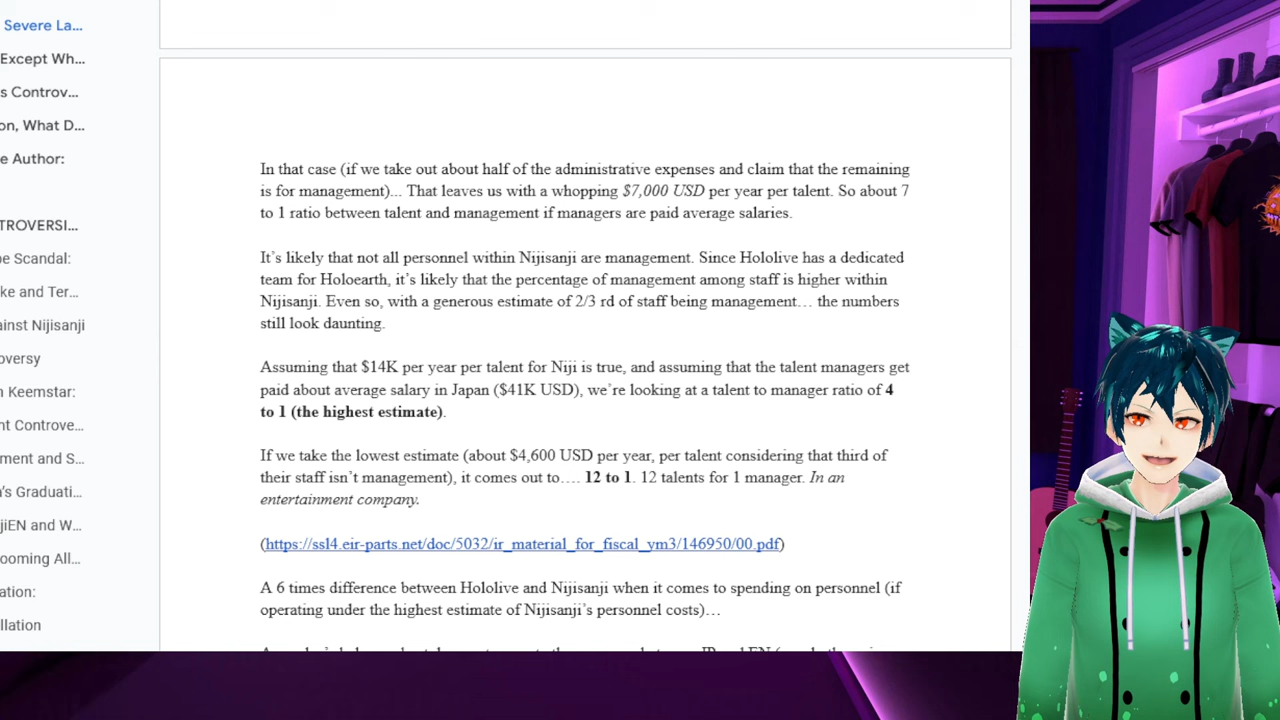 Severe La...
Except Wh...
s Controv...
on, What D...
e Author:
TROVERSI...
pe Scandal:
ke and Ter...
ainst Nijisanji
oversy
n Keemstar:
nt Controve...
ment and S...
a's Graduati...
jiEN and W...
ooming All...
ation:
llation
In that case (if we take out about half of the administrative expenses and claim that the remaining
is for management)... That leaves us with a whopping $7,000 USD per year per talent. So about 7
to 1 ratio between talent and management if managers are paid average salaries.
It's likely that not all personnel within Nijisanji are management. Since Hololive has a dedicated
team for Holoearth, it's likely that the percentage of management among staff is higher within
Nijisanji. Even so, with a generous estimate of 2/3 rd of staff being management… the numbers
still look daunting.
Assuming that $14K per year per talent for Niji is true, and assuming that the talent managers get
paid about average salary in Japan ($41K USD), we're looking at a talent to manager ratio of 4
to 1 (the highest estimate).
If we take the lowest estimate (about $4,600 USD per year, per talent considering that third of
their staff isn't management), it comes out to…. 12 to 1. 12 talents for 1 manager. In an
entertainment company.
(https://ssl4.eir-parts.net/doc/5032/ir_material_for_fiscal_ym3/146950/00.pdf)
A 6 times difference between Hololive and Nijisanji when it comes to spending on personnel (if
operating under the highest estimate of Nijisanji's personnel costs)…